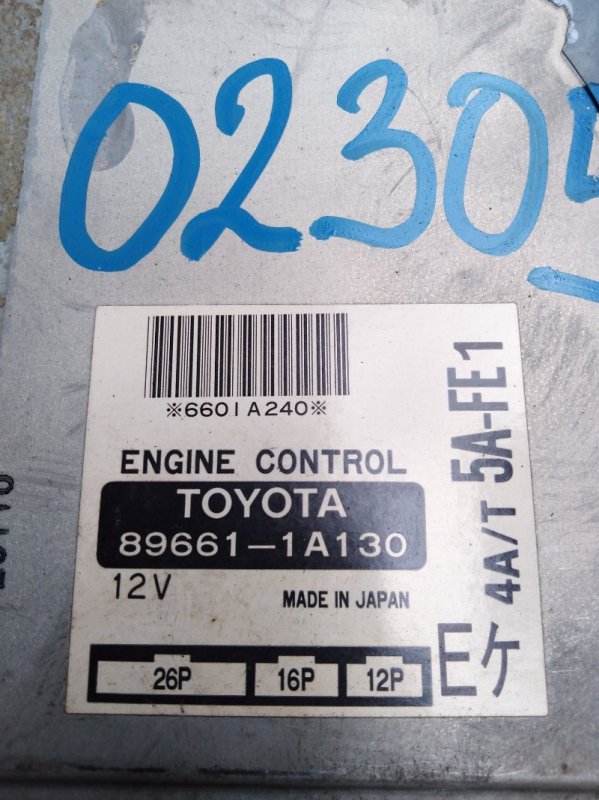 0230
※6601A240※
ENGINE CONTROL
TOYOTA
89661-1A130
12V
MADE IN JAPAN
26P 16P 12P
4A/T 5A-FE1
Eケ